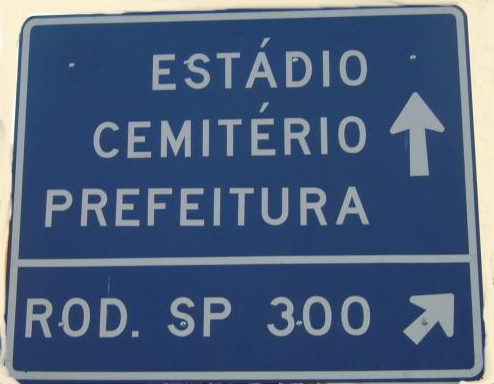 ESTÁDIO
CEMITÉRIO
PREFEITURA
ROD. SP 300